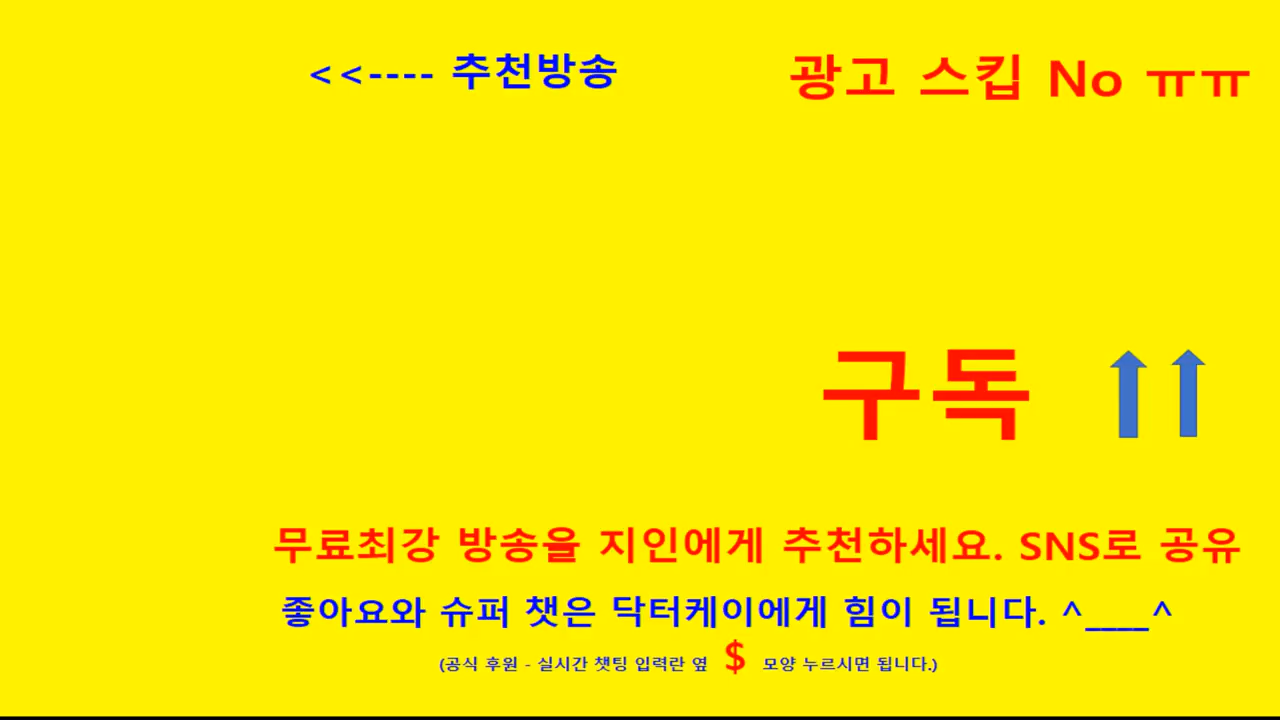 <<---- 추천방송
광고 스킵 No ㅠㅠ
구독
무료최강 방송을 지인에게 추천하세요. SNS로 공유
좋아요와 슈퍼 챗은 닥터케이에게 힘이 됩니다. ^____^
(공식 후원 - 실시간 챗팅 입력란 옆 $ 모양 누르시면 됩니다.)